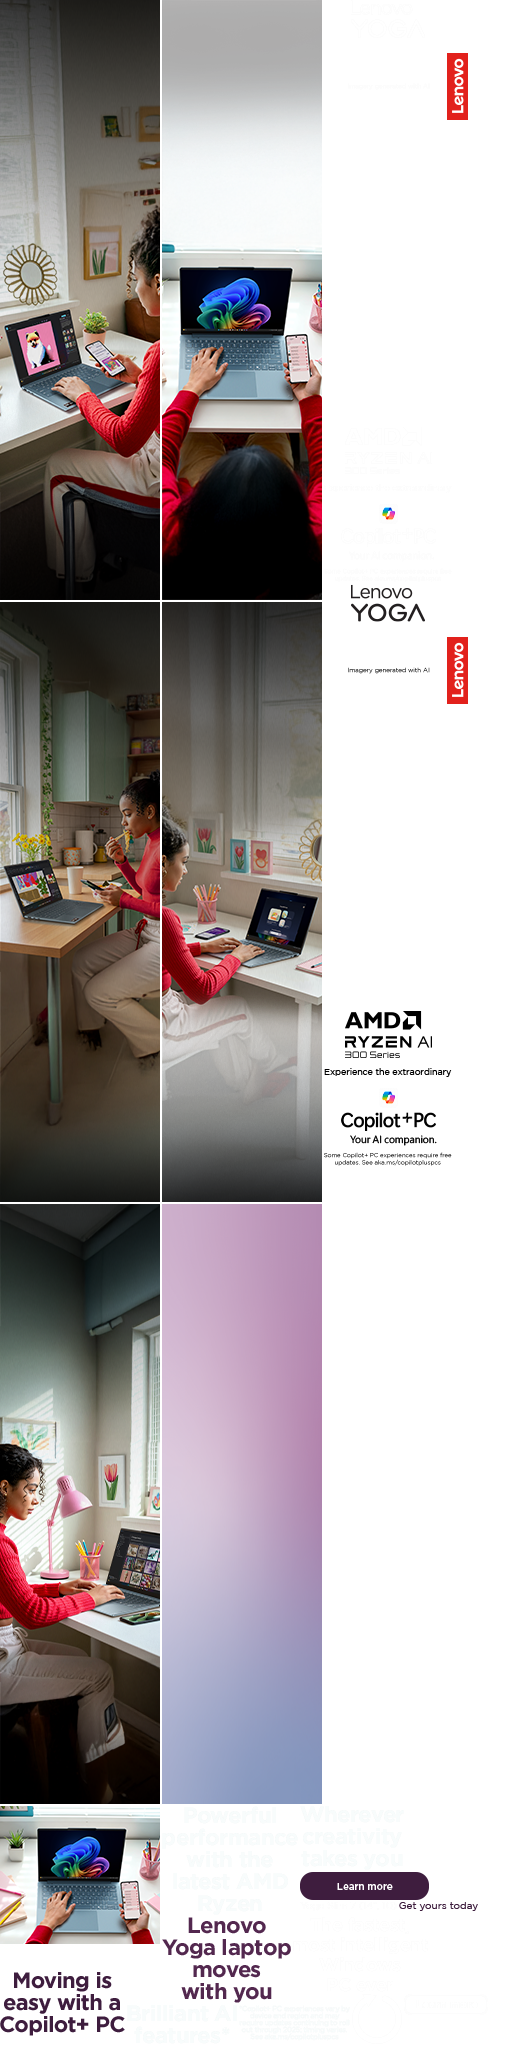 Lenovo
Lenovo
YOGA
Imagery generated with AI
Lenovo
AMD
RYZEN AI
300 Series
Experience the extraordinary
Copilot+PC
Your AI companion.
Some Copilot+ PC experiences require free
updates. See aka.ms/copilotpluspcs
Powerful
performance
with the
latest AMD
Ryzen
Wherever
creativity
takes you
Learn more
Get yours today
Lenovo
Yoga laptop
moves
with you
Moving is
easy with a
Copilot+ PC
Brilliant AI
features*